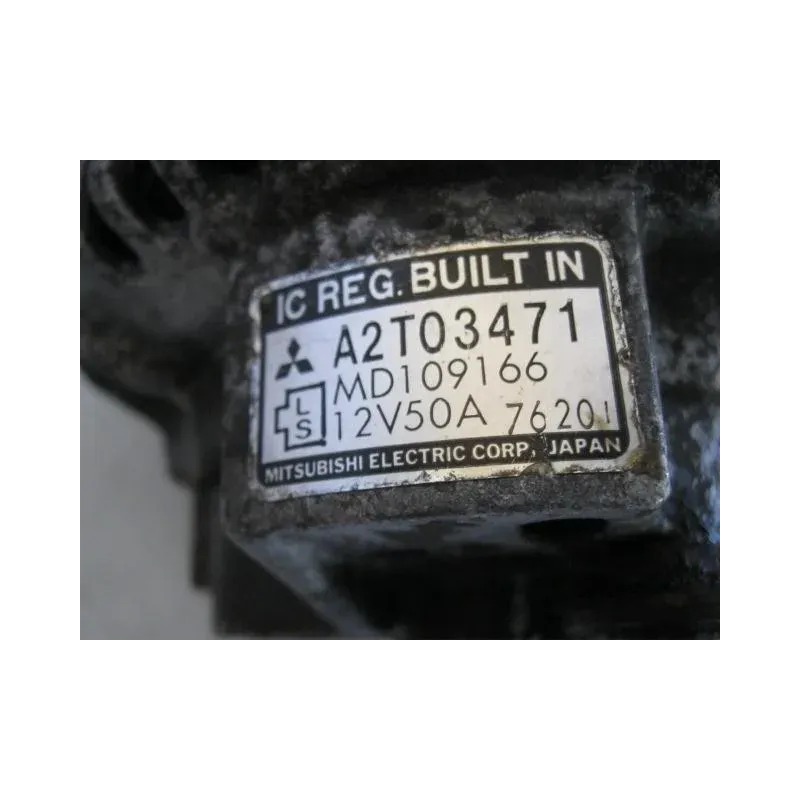 IC REG. BUILT IN
A2T03471
MD109166
L
S
12V50A 76201
MITSUBISHI ELECTRIC CORP. JAPAN